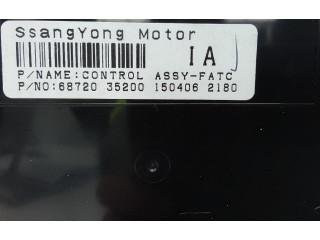 SsangYong Motor
IA
P/NAME:CONTROL ASSY-FATC
P/NO:68720 35200 150406 2180